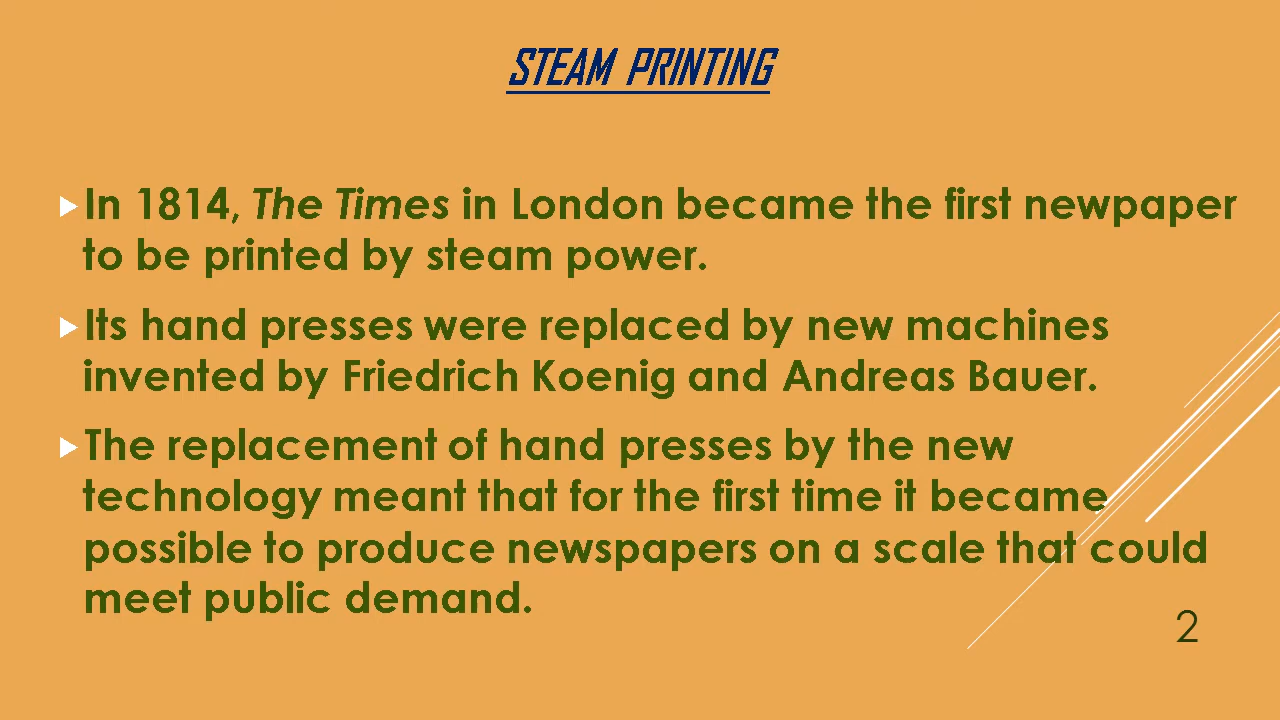 STEAM PRINTING
In 1814, The Times in London became the first newpaper
to be printed by steam power.
Its hand presses were replaced by new machines
invented by Friedrich Koenig and Andreas Bauer.
The replacement of hand presses by the new
technology meant that for the first time it became
possible to produce newspapers on a scale that could
meet public demand.
2